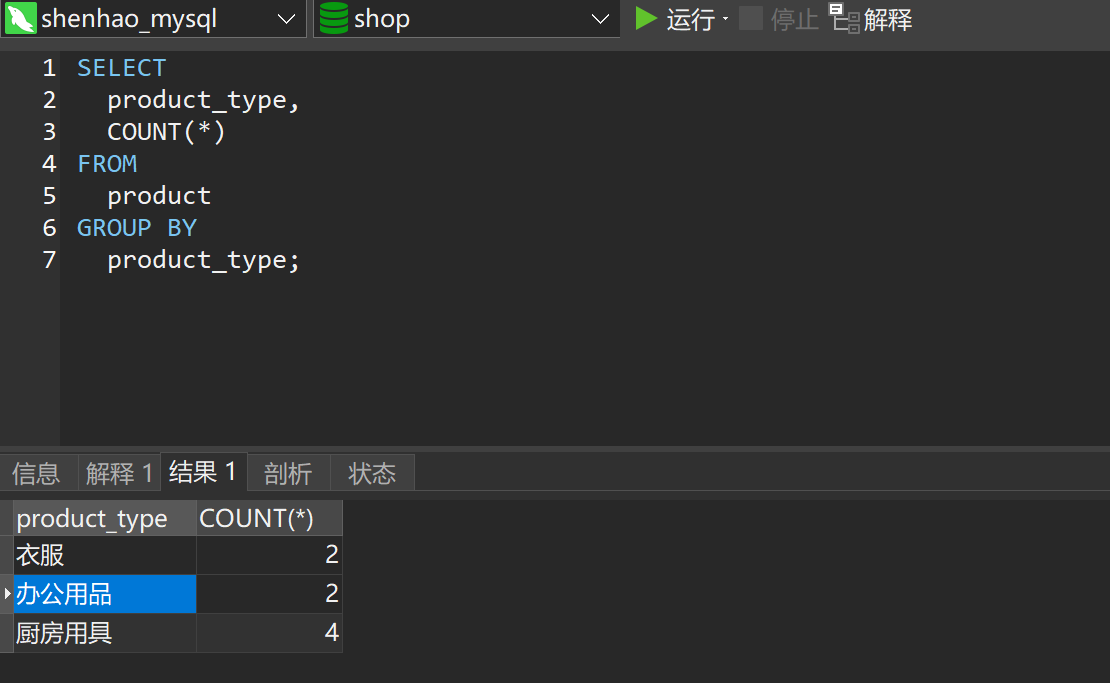 shenhao_mysql shop 运行 停止 解释
1 SELECT
2 product_type,
3 COUNT(*)
4 FROM
5 product
6 GROUP BY
7 product_type;
信息 解释 1 结果 1 剖析 状态
product_type COUNT(*)
衣服 2
办公用品 2
厨房用具 4